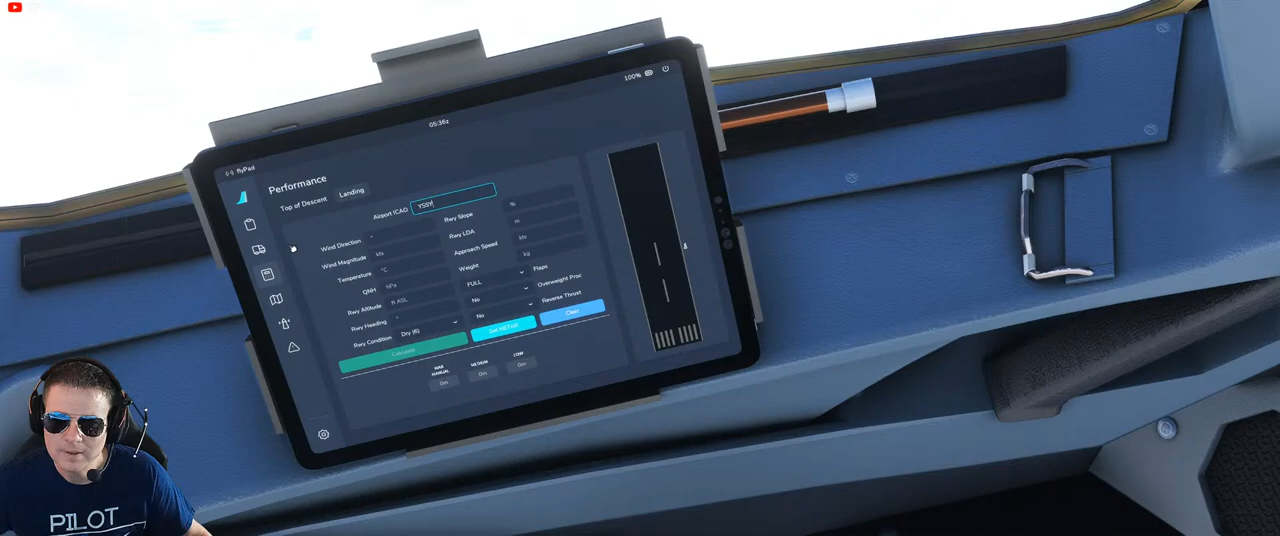 100%
05:36z
flyPad
Performance
Top of Descent Landing
Airport ICAO YSSY
Wind Direction ° Rwy Slope %
Wind Magnitude kts Rwy LDA m
Temperature °C Approach Speed kts
QNH hPa Weight kg
Rwy Altitude ft ASL FULL Flaps
Rwy Heading ° No Overweight Proc
Rwy Condition Dry (6) No Reverse Thrust
Calculate Get METAR Clear
MAX MANUAL MEDIUM LOW
0m 0m 0m
PILOT